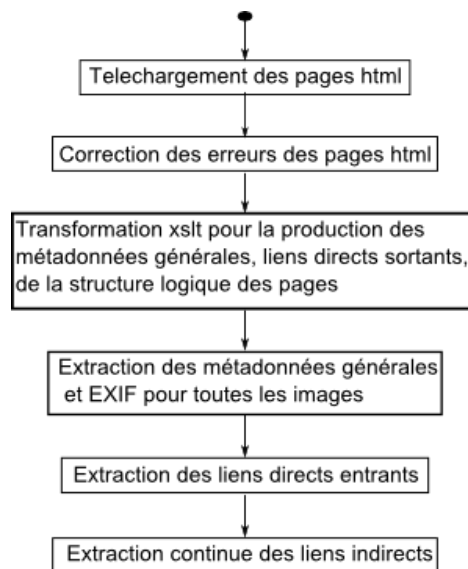 Telechargement des pages html
Correction des erreurs des pages html
Transformation xslt pour la production des
métadonnées générales, liens directs sortants,
de la structure logique des pages
Extraction des métadonnées générales
et EXIF pour toutes les images
Extraction des liens directs entrants
Extraction continue des liens indirects